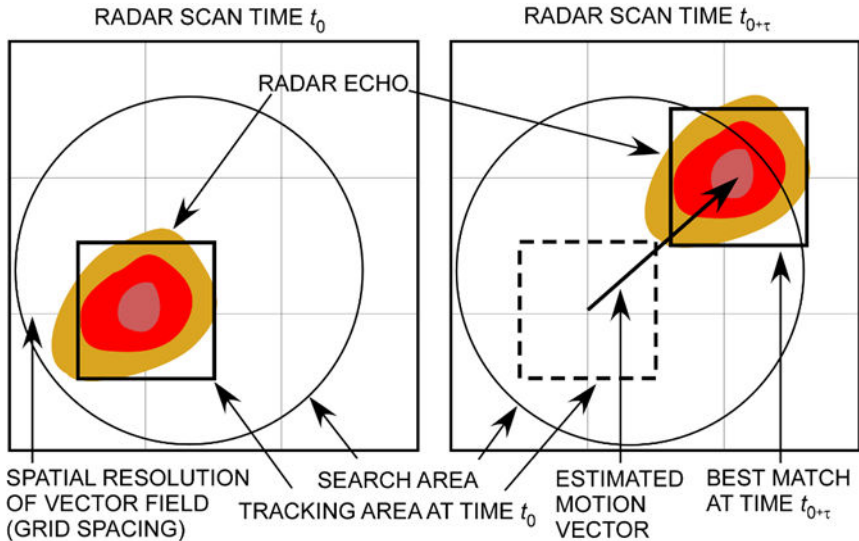 RADAR SCAN TIME t0
RADAR SCAN TIME t0+τ
RADAR ECHO
SPATIAL RESOLUTION
OF VECTOR FIELD
(GRID SPACING)
SEARCH AREA
TRACKING AREA AT TIME t0
ESTIMATED
MOTION
VECTOR
BEST MATCH
AT TIME t0+τ